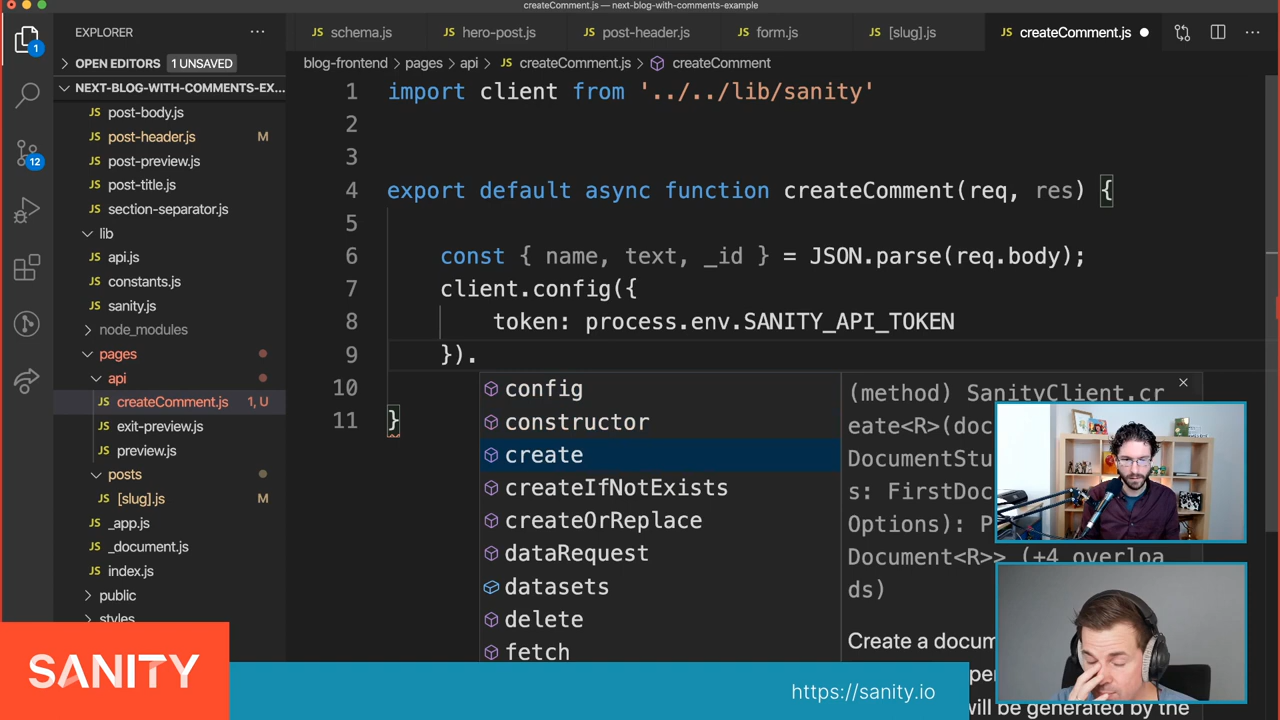 createComment.js — next-blog-with-comments-example
EXPLORER
schema.js
hero-post.js
post-header.js
form.js
[slug].js
createComment.js
1
OPEN EDITORS 1 UNSAVED
NEXT-BLOG-WITH-COMMENTS-EX...
post-body.js
post-header.js M
post-preview.js
12
post-title.js
section-separator.js
lib
api.js
constants.js
sanity.js
node_modules
pages
api
createComment.js 1, U
exit-preview.js
preview.js
posts
[slug].js M
_app.js
_document.js
index.js
public
styles
blog-frontend > pages > api > createComment.js > createComment
1 import client from '../../lib/sanity'
2
3
4 export default async function createComment(req, res) {
5
6 const { name, text, _id } = JSON.parse(req.body);
7 client.config({
8 token: process.env.SANITY_API_TOKEN
9 }).
10
11 }
config
constructor
create
createIfNotExists
createOrReplace
dataRequest
datasets
delete
fetch
(method) SanityClient.cr
eate<R>(doc
DocumentStu
s: FirstDoc
Options): P
Document<R>> (+4 overloa
ds)
Create a docum
will be generated by the
SANITY
https://sanity.io